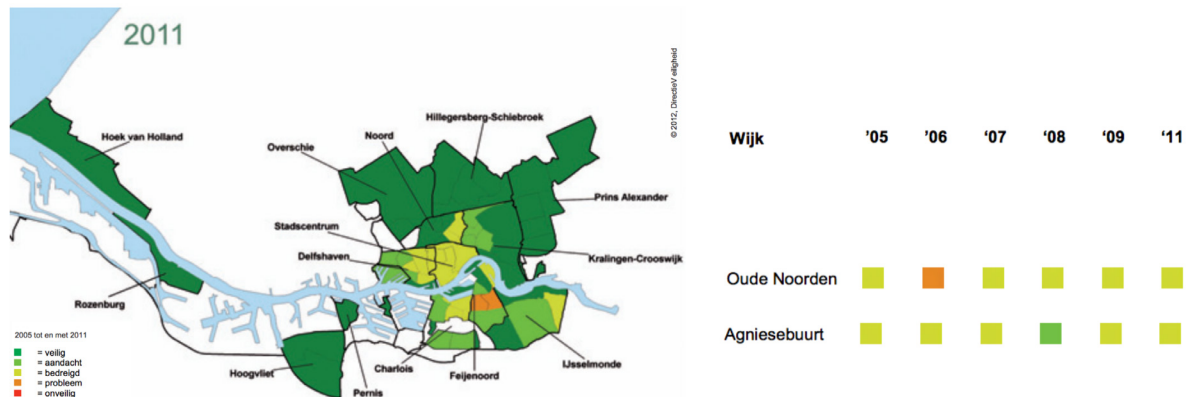 2011
© 2012, DirectieV eiligheid
Hoek van Holland
Rozenburg
Hoogvliet
Pernis
Overschie
Noord
Hillegersberg-Schiebroek
Prins Alexander
Stadscentrum
Delfshaven
Kralingen-Crooswijk
Charlois
Feijenoord
IJsselmonde
2005 tot en met 2011
= veilig
= aandacht
= bedreigd
= probleem
= onveilig
Wijk '05 '06 '07 '08 '09 '11
Oude Noorden
Agniesebuurt